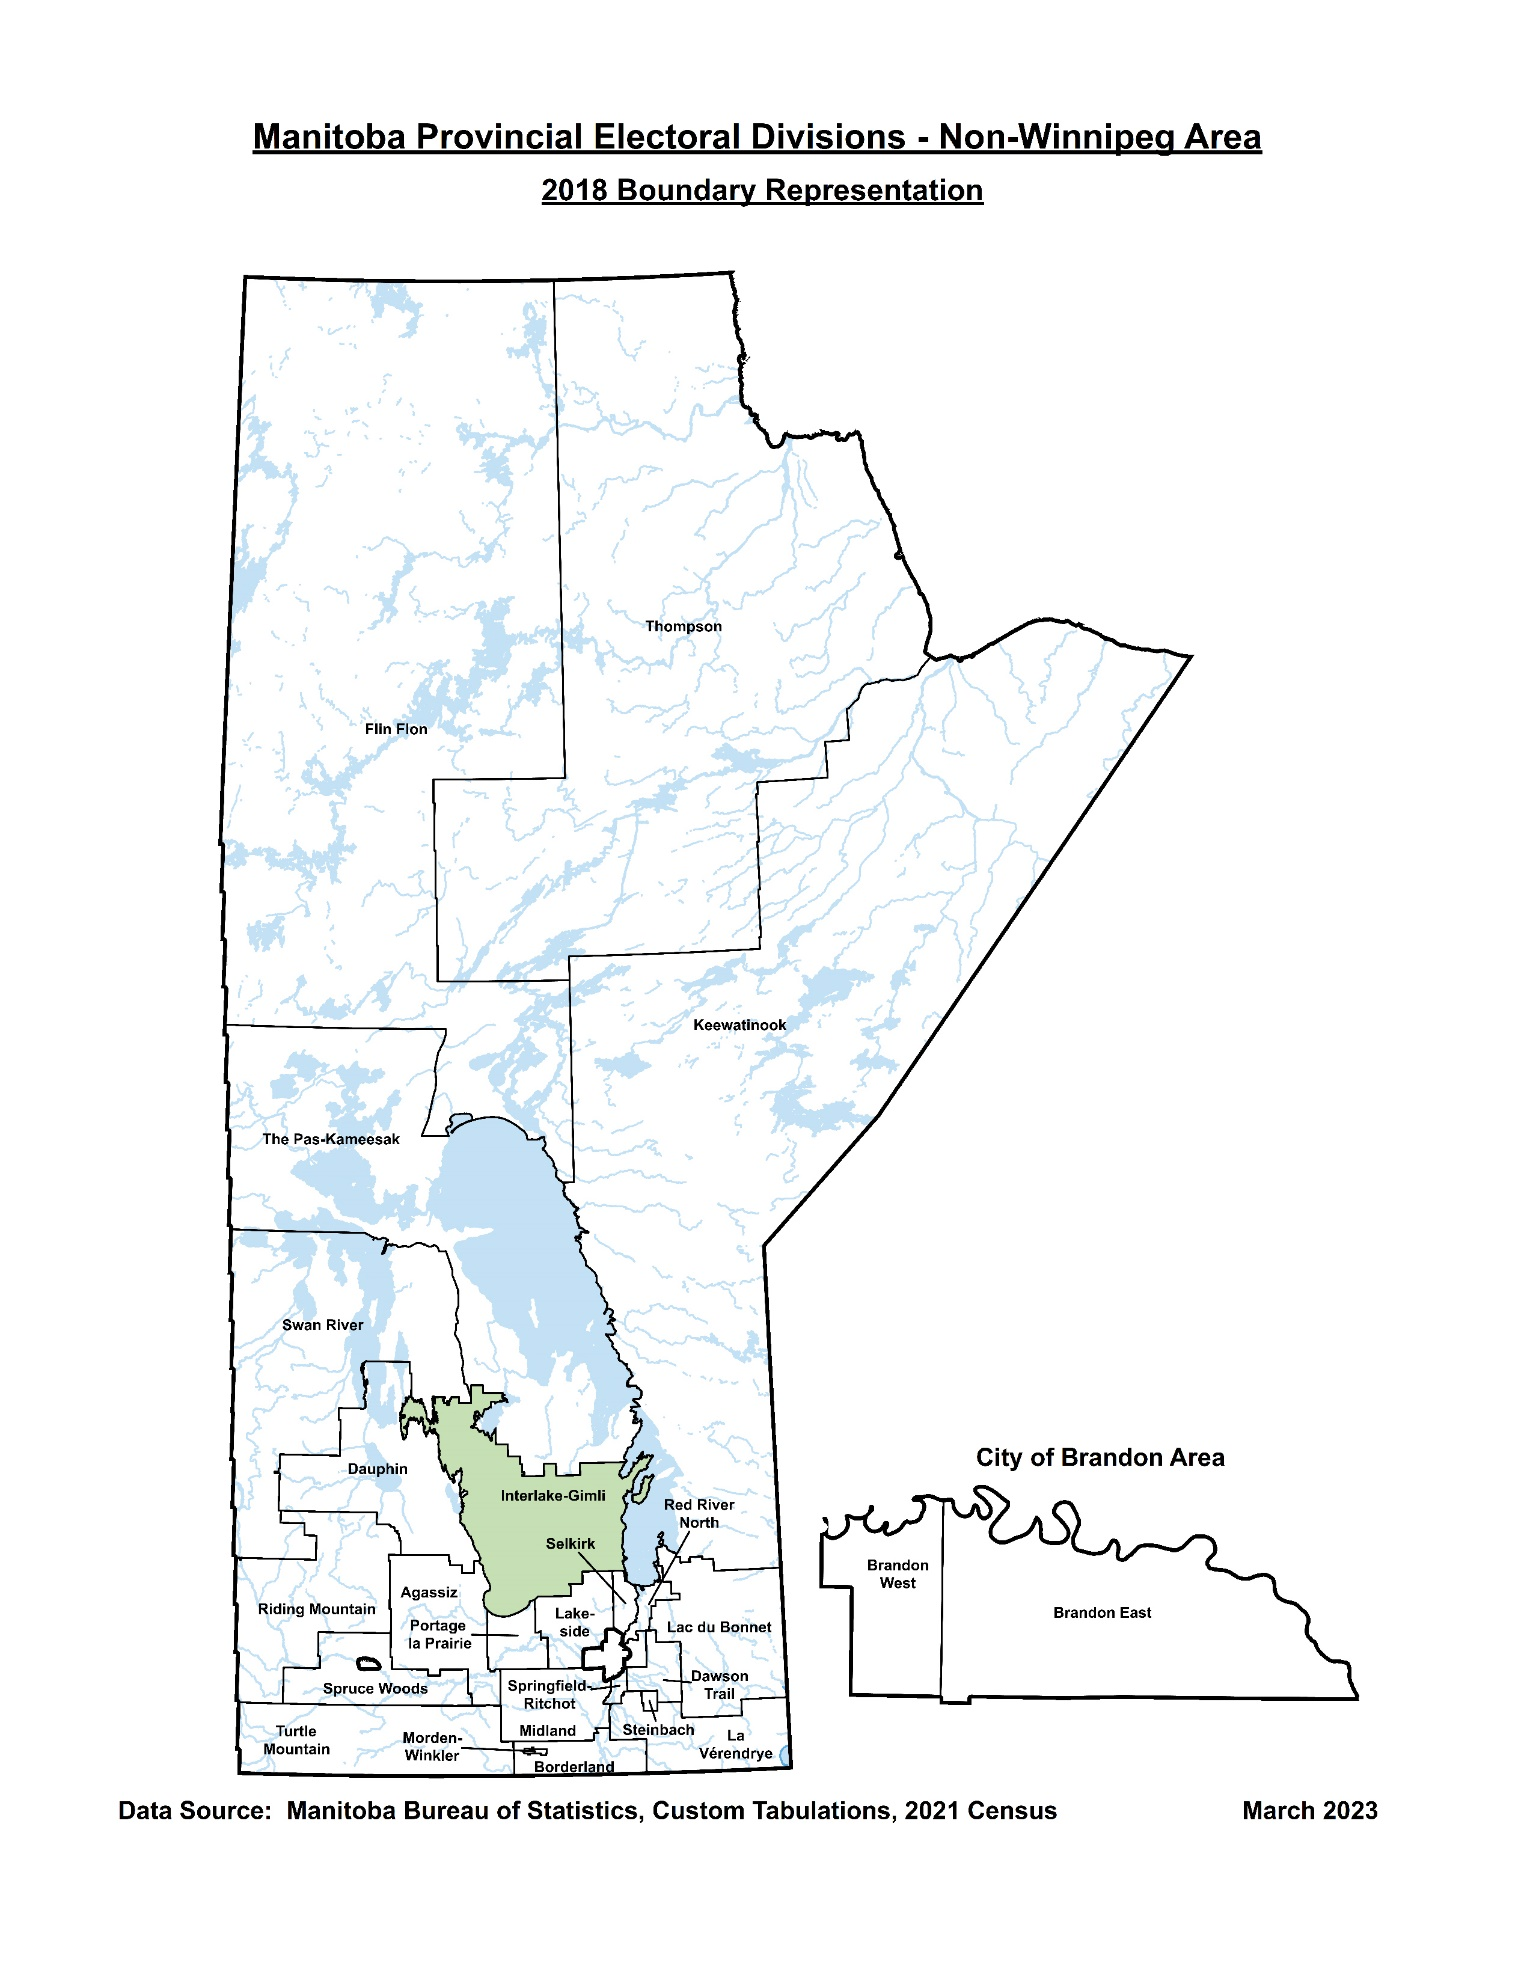 Manitoba Provincial Electoral Divisions - Non-Winnipeg Area
2018 Boundary Representation
Thompson
Flin Flon
Keewatinook
The Pas-Kameesak
Swan River
City of Brandon Area
Dauphin
Interlake-Gimli
Red River
North
Selkirk
Brandon
West
Brandon East
Agassiz
Riding Mountain
Lake-
side
Portage
la Prairie
Lac du Bonnet
Dawson
Trail
Spruce Woods
Springfield-
Ritchot
Turtle
Mountain
Morden-
Winkler
Midland
Steinbach
La
Vérendrye
Borderland
Data Source: Manitoba Bureau of Statistics, Custom Tabulations, 2021 Census
March 2023